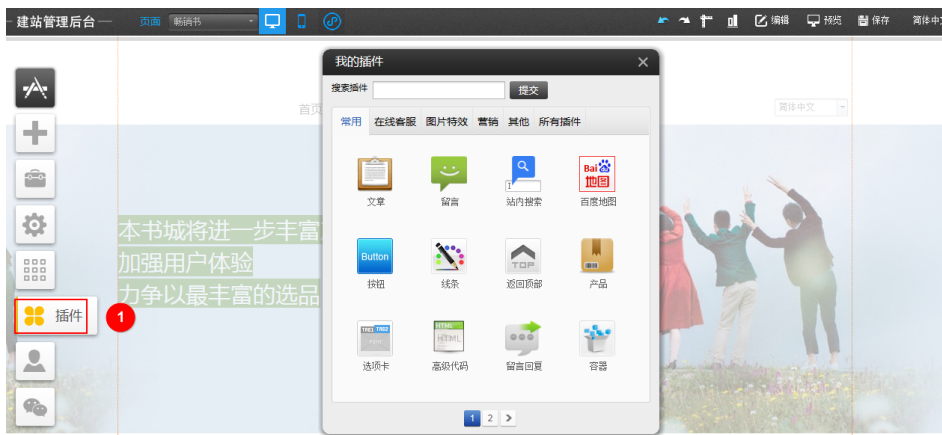 建站管理后台 页面 畅销书 编辑 预览 保存 简体中文
我的插件
搜索插件 提交
首页 简体中文
常用 在线客服 图片特效 营销 其他 所有插件
Bai 地图
文章 留言 站内搜索 百度地图
本书城将进一步丰富
加强用户体验
力争以最丰富的选品
Button TOP
按钮 线条 返回顶部 产品
插件 1
TREE TREE HTML
HTML
选项卡 高级代码 留言回复 容器
1 2 >